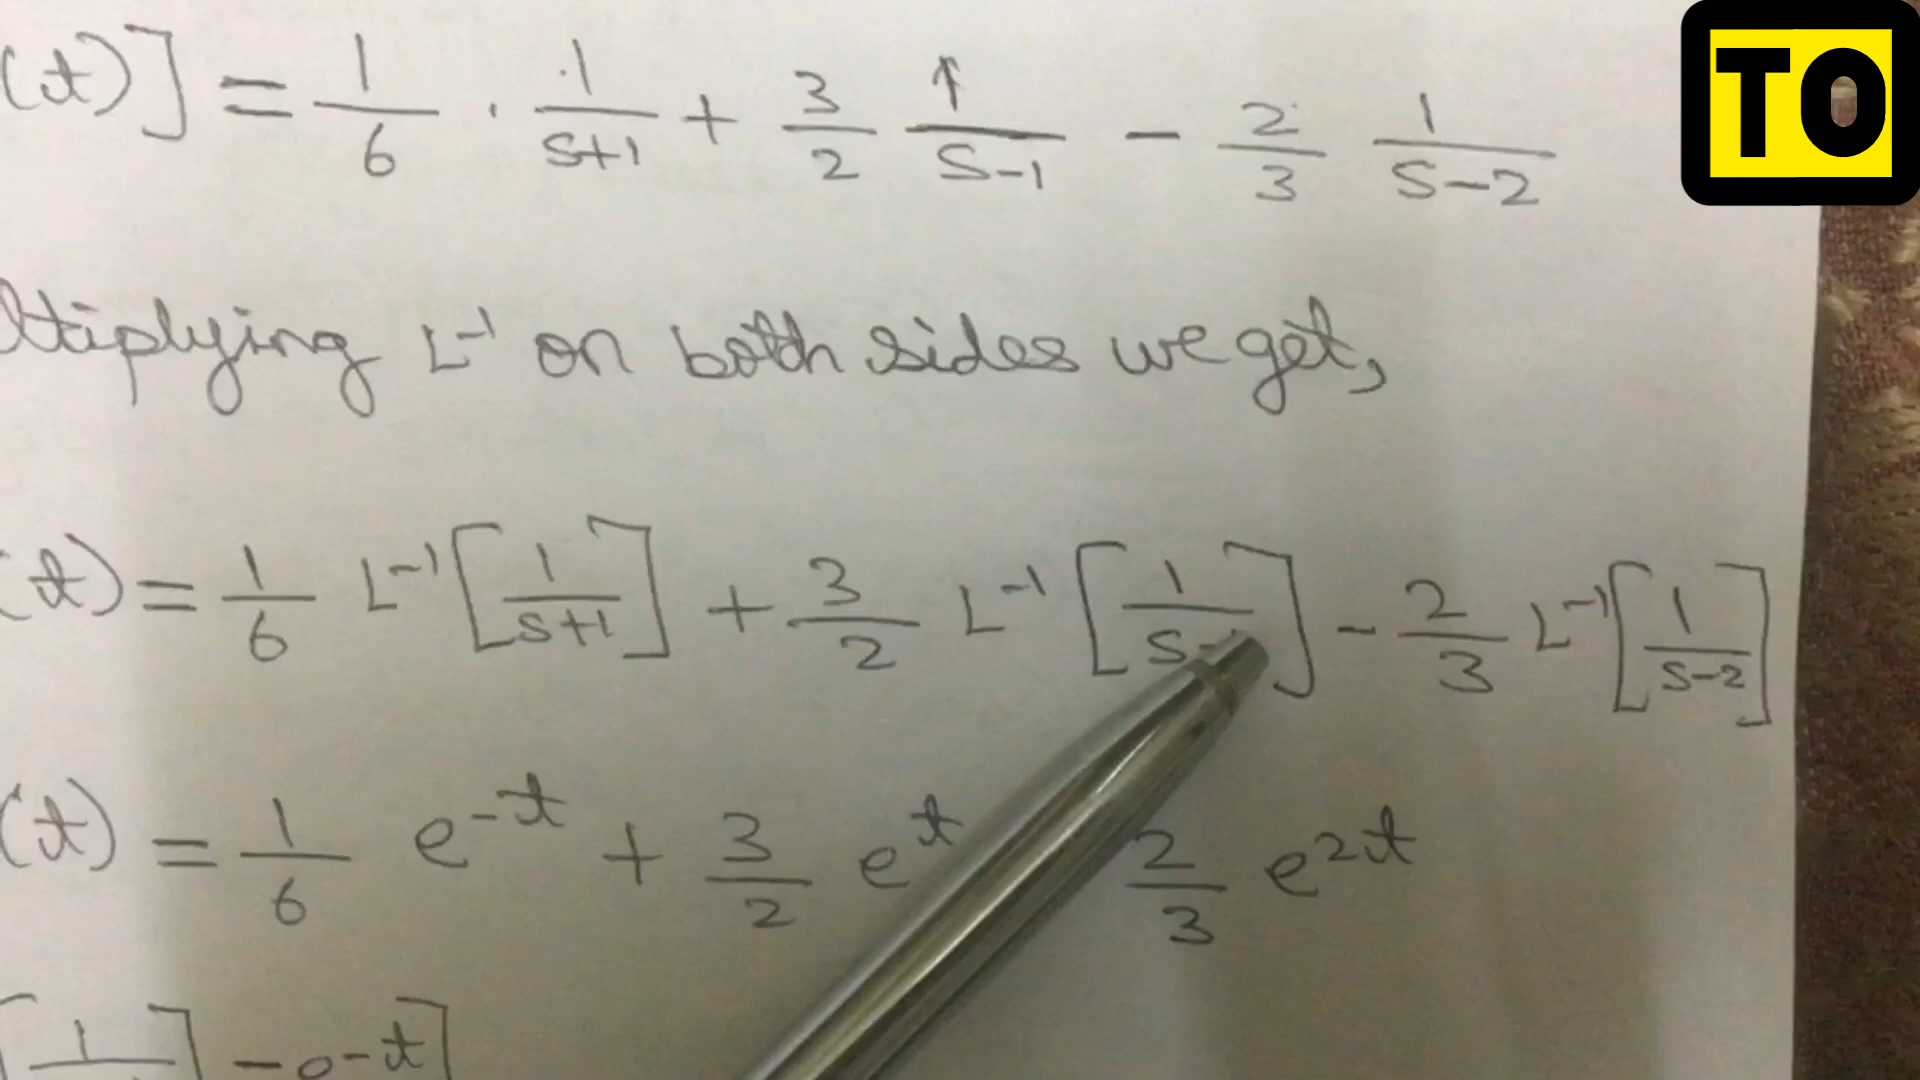 (t)] = 1/6 · 1/s+1 + 3/2 1/s-1 - 2/3 1/s-2
TO
ltiplying L⁻¹ on both sides we get,
(t) = 1/6 L⁻¹[1/s+1] + 3/2 L⁻¹[1/s-] - 2/3 L⁻¹[1/s-2]
(t) = 1/6 e⁻ᵗ + 3/2 eᵗ 2/3 e²ᵗ
[1 ] - e⁻ᵗ]